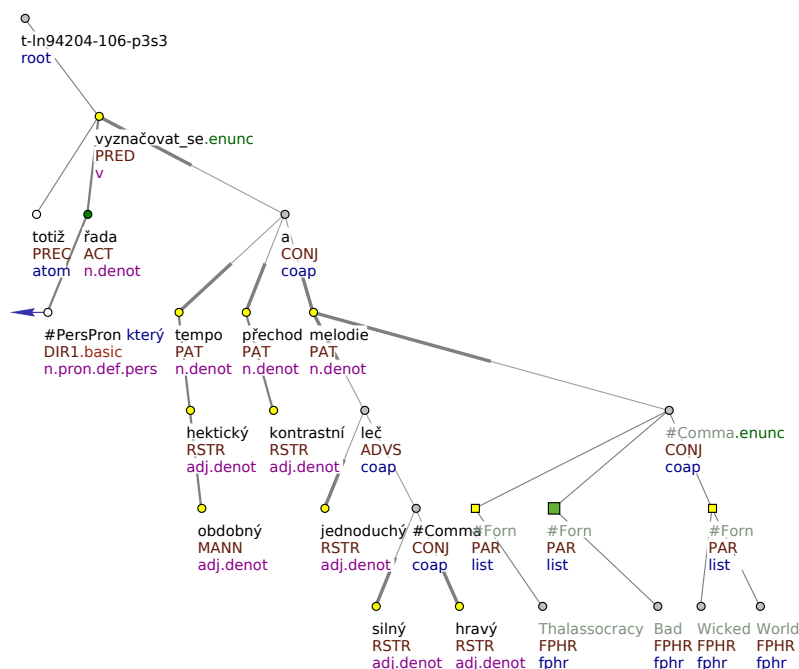 t-ln94204-106-p3s3
root
vyznačovat_se.enunc
PRED
v
totiž řada a
PREC ACT CONJ
atom n.denot coap
#PersPron který tempo přechod melodie
DIR1.basic PAT PAT PAT
n.pron.def.pers n.denot n.denot n.denot
hektický kontrastní leč #Comma.enunc
RSTR RSTR ADVS CONJ
adj.denot adj.denot coap coap
obdobný jednoduchý #Comma #Forn #Forn #Forn
MANN RSTR CONJ PAR PAR PAR
adj.denot adj.denot coap list list list
silný hravý Thalassocracy Bad Wicked World
RSTR RSTR FPHR FPHR FPHR FPHR
adj.denot adj.denot fphr fphr fphr fphr